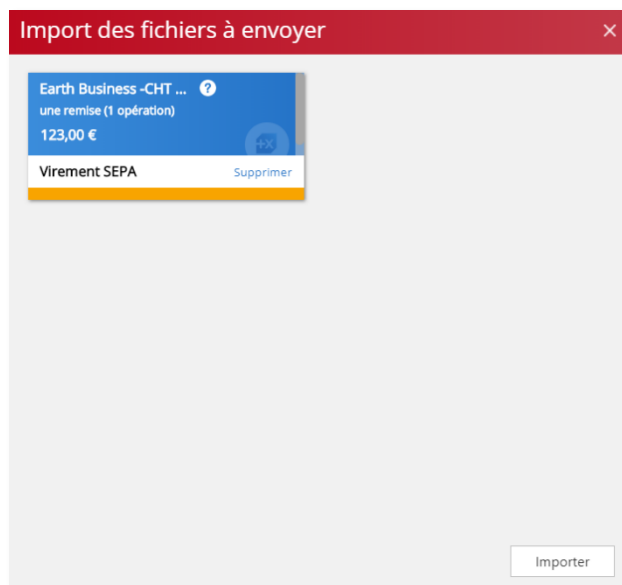 Import des fichiers à envoyer
Earth Business -CHT ... ?
une remise (1 opération)
123,00 €
Virement SEPA
Supprimer
Importer